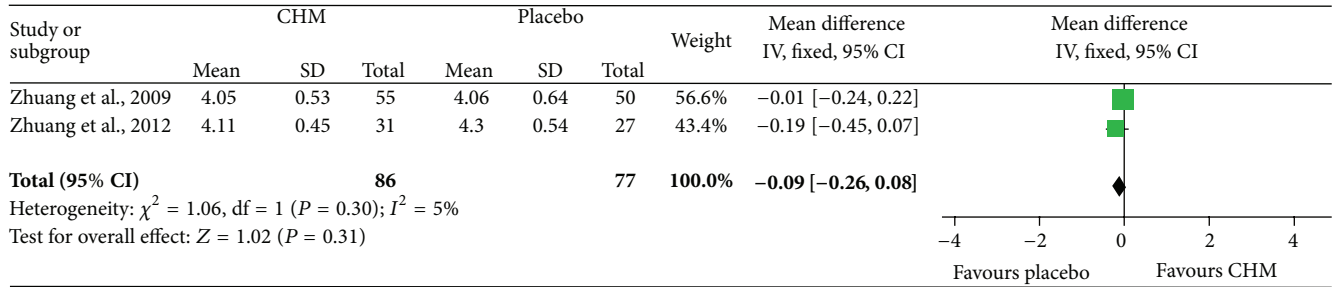 Study or subgroup CHM Placebo Weight Mean difference IV, fixed, 95% CI Mean difference IV, fixed, 95% CI
Mean SD Total Mean SD Total
Zhuang et al., 2009 4.05 0.53 55 4.06 0.64 50 56.6% −0.01 [−0.24, 0.22]
Zhuang et al., 2012 4.11 0.45 31 4.3 0.54 27 43.4% −0.19 [−0.45, 0.07]
Total (95% CI) 86 77 100.0% −0.09 [−0.26, 0.08]
Heterogeneity: χ² = 1.06, df = 1 (P = 0.30); I² = 5%
Test for overall effect: Z = 1.02 (P = 0.31)
−4 −2 0 2 4
Favours placebo Favours CHM